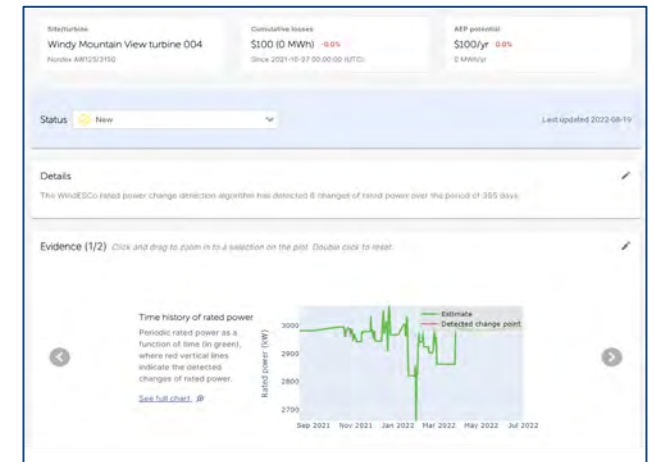 Site/turbine
Windy Mountain View turbine 004
Nordex AW125/3150
Cumulative losses
$100 (0 MWh) -0.0%
Since 2021-10-07 00:00:00 (UTC)
AEP potential
$100/yr 0.0%
0 MWh/yr
Status New
Last updated 2022-08-19
Details
The WindESCo rated power change detection algorithm has detected 6 changes of rated power over the period of 365 days.
Evidence (1/2) Click and drag to zoom in to a selection on the plot. Double click to reset.
Time history of rated power
Periodic rated power as a
function of time (in green),
where red vertical lines
indicate the detected
changes of rated power.
See full chart.
Estimate
Detected change point
Rated power (kW)
3000
2900
2800
2700
Sep 2021 Nov 2021 Jan 2022 Mar 2022 May 2022 Jul 2022